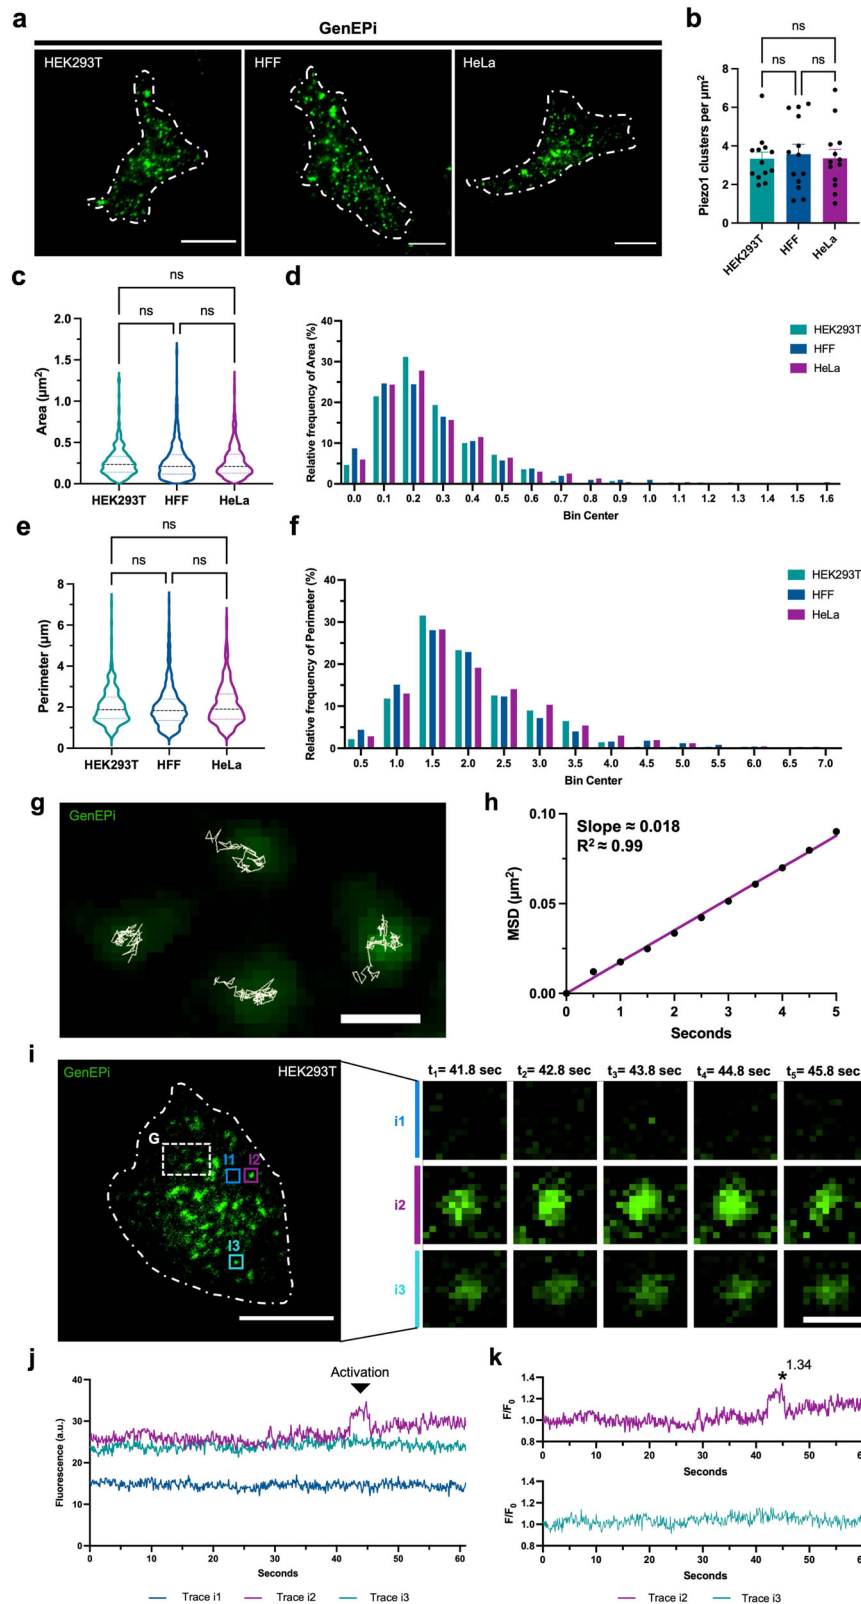 a
GenEPi
HEK293T
HFF
HeLa
b
ns
ns
ns
Piezo1 clusters per µm²
8
6
4
2
0
HEK293T
HFF
HeLa
c
ns
ns
ns
Area (µm²)
2.0
1.5
1.0
0.5
0.0
HEK293T HFF HeLa
d
Relative frequency of Area (%)
40
30
20
10
0
0.0 0.1 0.2 0.3 0.4 0.5 0.6 0.7 0.8 0.9 1.0 1.1 1.2 1.3 1.4 1.5 1.6
Bin Center
HEK293T
HFF
HeLa
e
ns
ns
ns
Perimeter (µm)
8
6
4
2
0
HEK293T HFF HeLa
f
Relative frequency of Perimeter (%)
40
30
20
10
0
0.5 1.0 1.5 2.0 2.5 3.0 3.5 4.0 4.5 5.0 5.5 6.0 6.5 7.0
Bin Center
HEK293T
HFF
HeLa
g
GenEPi
h
Slope ≈ 0.018
R² ≈ 0.99
MSD (µm²)
0.10
0.05
0.00
0 1 2 3 4 5
Seconds
i
GenEPi
HEK293T
G
I1
I2
I3
t₁= 41.8 sec t₂= 42.8 sec t₃= 43.8 sec t₄= 44.8 sec t₅= 45.8 sec
i1
i2
i3
j
Activation
Fluorescence (a.u.)
40
30
20
10
0
0 10 20 30 40 50 60
Seconds
Trace i1 Trace i2 Trace i3
k
1.34
*
F/F₀
1.4
1.2
1.0
0.8
0 10 20 30 40 50 60
Seconds
F/F₀
1.4
1.2
1.0
0.8
0 10 20 30 40 50 60
Seconds
Trace i2 Trace i3